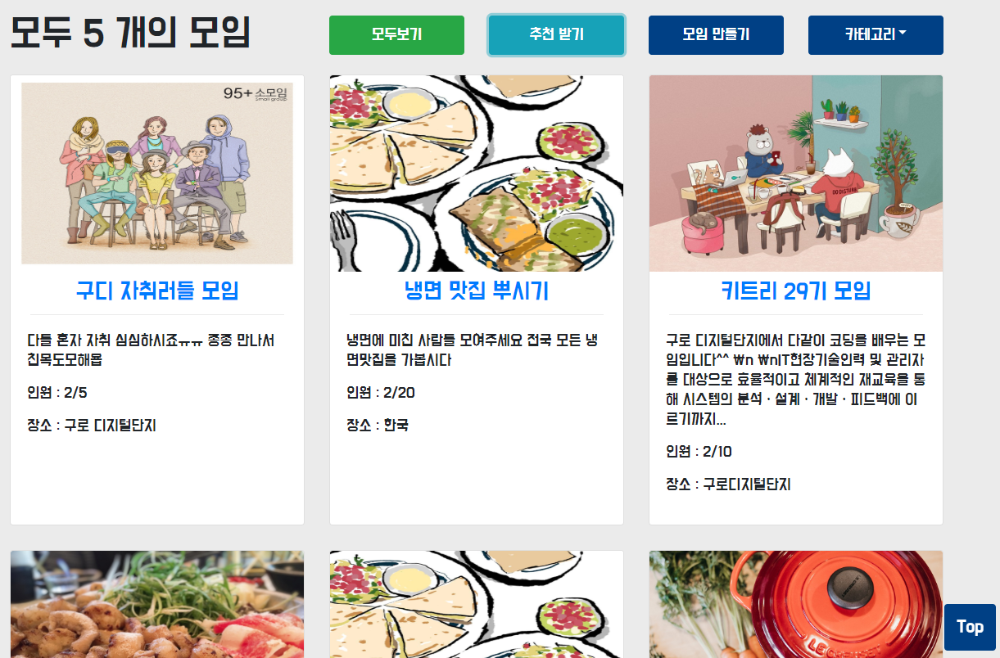 모두 5 개의 모임
모두보기
추천 받기
모임 만들기
카테고리
95+ 소모임
Small group
구디 자취러들 모임
다들 혼자 자취 심심하시죠ㅠㅠ 종종 만나서
친목도모해욥
인원 : 2/5
장소 : 구로 디지털단지
냉면 맛집 뿌시기
냉면에 미친 사람들 모여주세요 전국 모든 냉
면맛집을 가봅시다
인원 : 2/20
장소 : 한국
DO DISTURB
키트리 29기 모임
구로 디지털단지에서 다같이 코딩을 배우는 모
임입니다^^ ₩n ₩nIT현장기술인력 및 관리자
를 대상으로 효율적이고 체계적인 재교육을 통
해 시스템의 분석 · 설계 · 개발 · 피드백에 이
르기까지...
인원 : 2/10
장소 : 구로디지털단지
LE CREUSET
Top